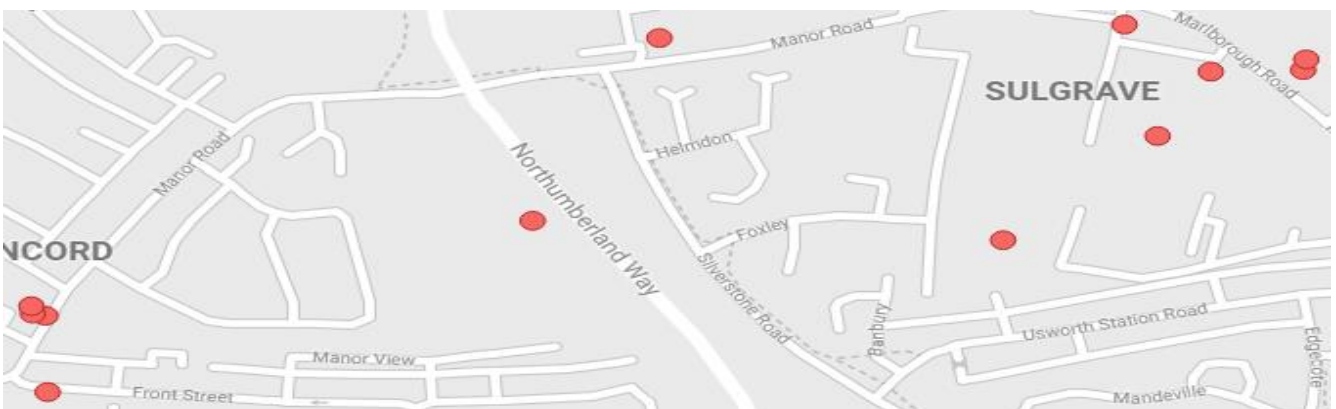 Manor Road
Marlborough Road
SULGRAVE
Helmdon
Manor Road
Northumberland Way
Foxley
NCORD
Silverstone Road
Banbury
Usworth Station Road
Edgecote
Manor View
Front Street
Mandeville